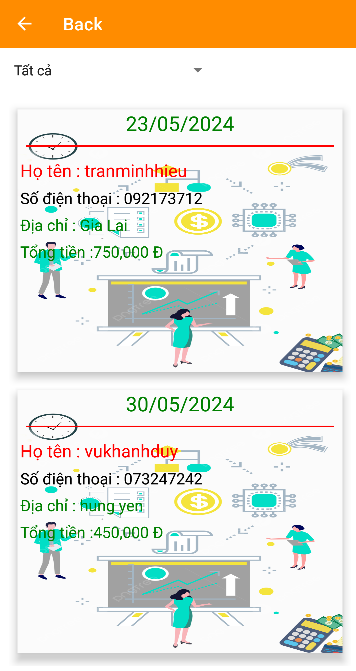 Back
Tất cả
23/05/2024
Họ tên : tranminhhieu
Số điện thoại : 092173712
Địa chỉ : Gia Lai
Tổng tiền :750,000 Đ
30/05/2024
Họ tên : vukhanhduy
Số điện thoại : 073247242
Địa chỉ : hung yen
Tổng tiền :450,000 Đ